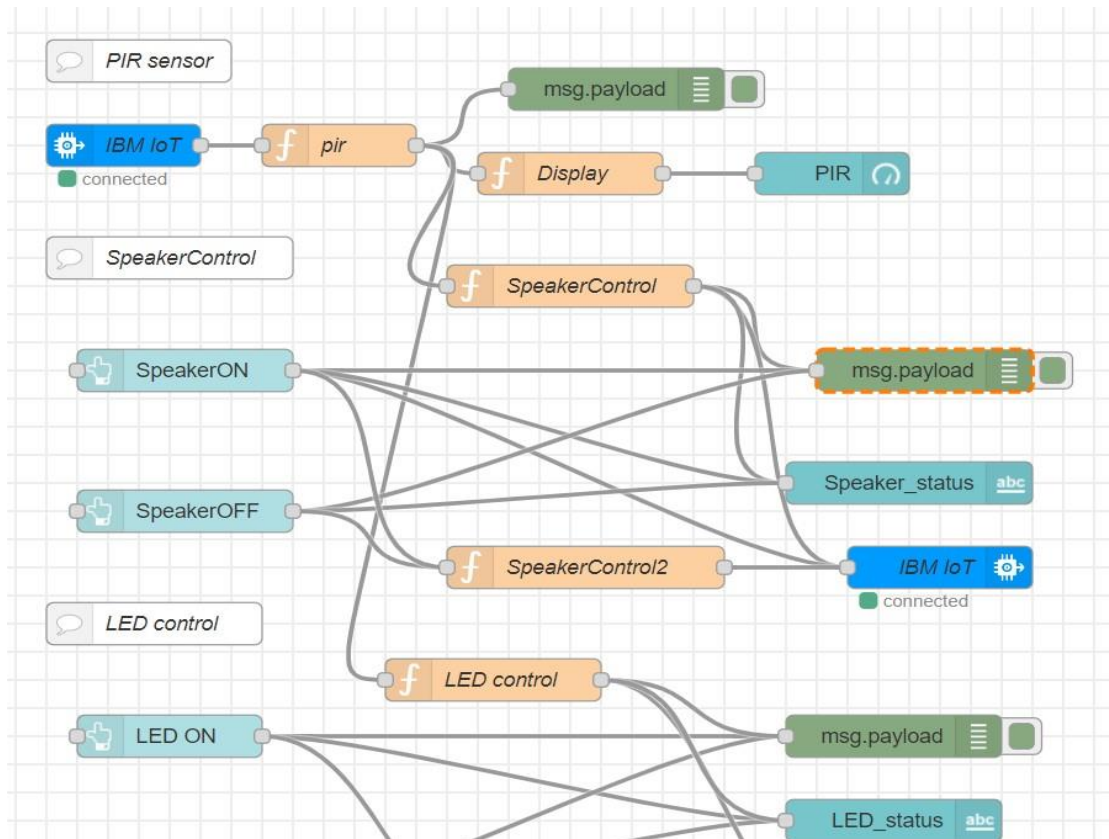 PIR sensor
msg.payload
IBM IoT
pir
connected
Display
PIR
SpeakerControl
SpeakerControl
SpeakerON
msg.payload
Speaker_status
abc
SpeakerOFF
SpeakerControl2
IBM IoT
connected
LED control
LED control
LED ON
msg.payload
LED_status
abc